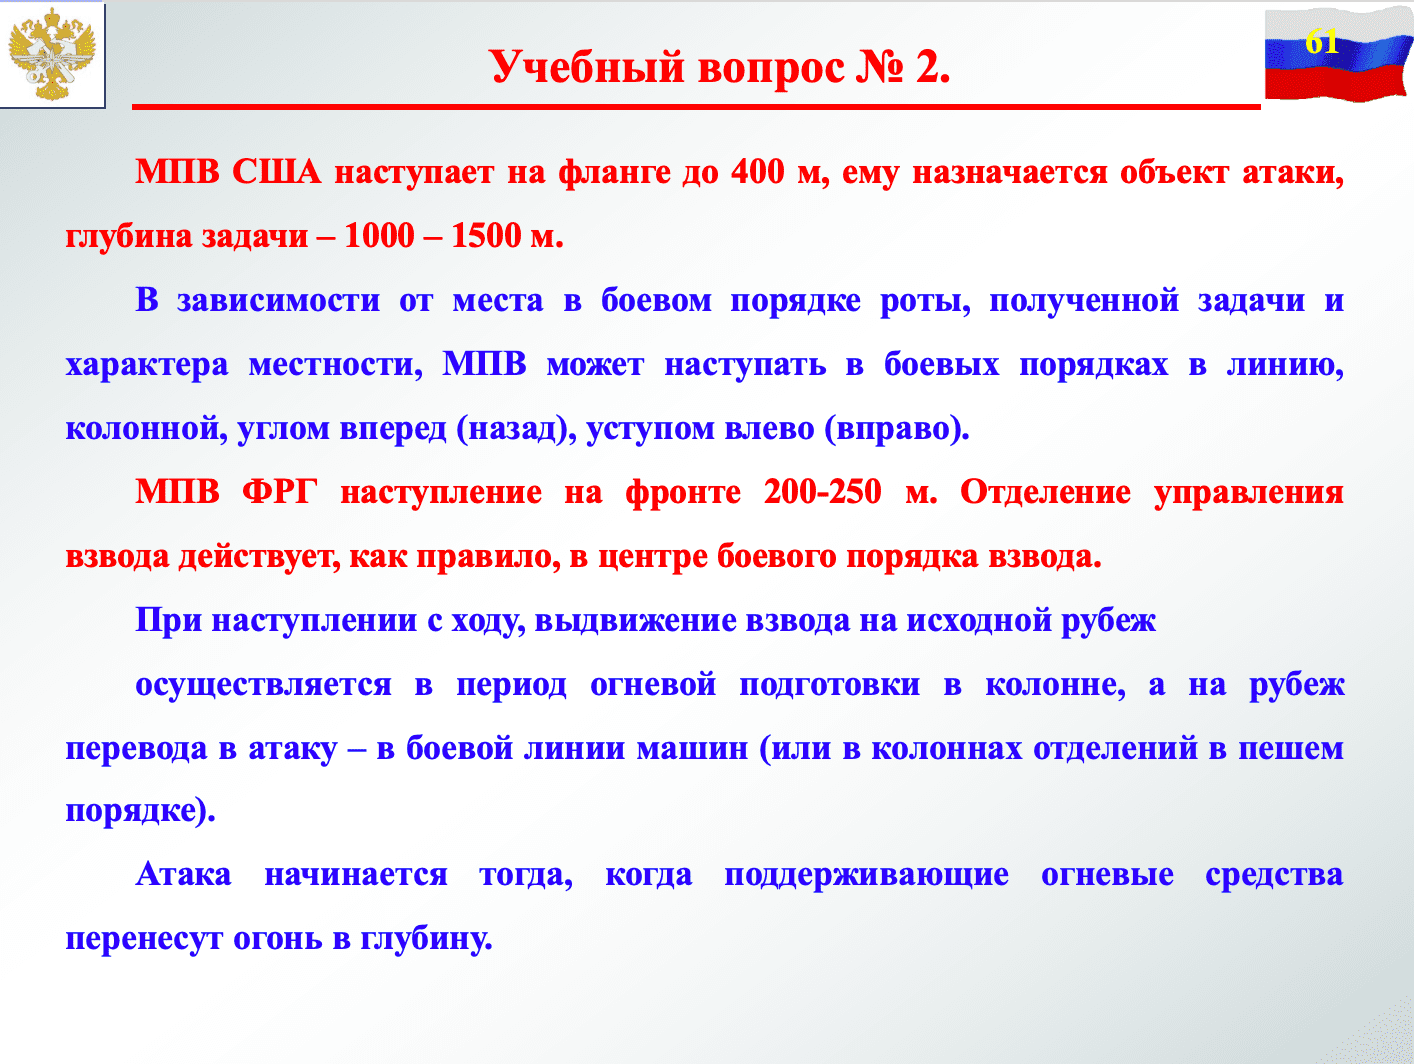 61
Учебный вопрос № 2.
МПВ США наступает на фланге до 400 м, ему назначается объект атаки,
глубина задачи – 1000 – 1500 м.
В зависимости от места в боевом порядке роты, полученной задачи и
характера местности, МПВ может наступать в боевых порядках в линию,
колонной, углом вперед (назад), уступом влево (вправо).
МПВ ФРГ наступление на фронте 200-250 м. Отделение управления
взвода действует, как правило, в центре боевого порядка взвода.
При наступлении с ходу, выдвижение взвода на исходной рубеж
осуществляется в период огневой подготовки в колонне, а на рубеж
перевода в атаку – в боевой линии машин (или в колоннах отделений в пешем
порядке).
Атака начинается тогда, когда поддерживающие огневые средства
перенесут огонь в глубину.